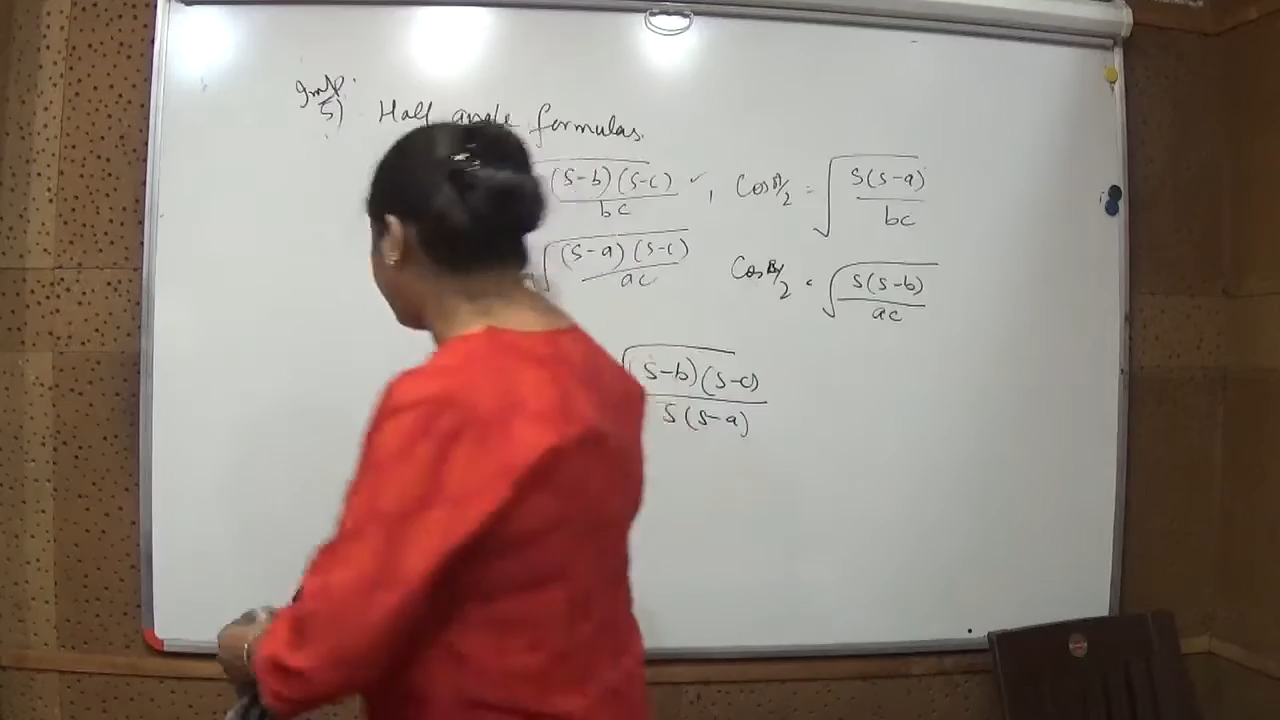 Imp.
5) Half angle formulas.
√((s-b)(s-c)/bc) ✓, Cos A/2 = √(s(s-a)/bc)
√((s-a)(s-c)/ac) Cos B/2 = √(s(s-b)/ac)
√((s-b)(s-c)/s(s-a))